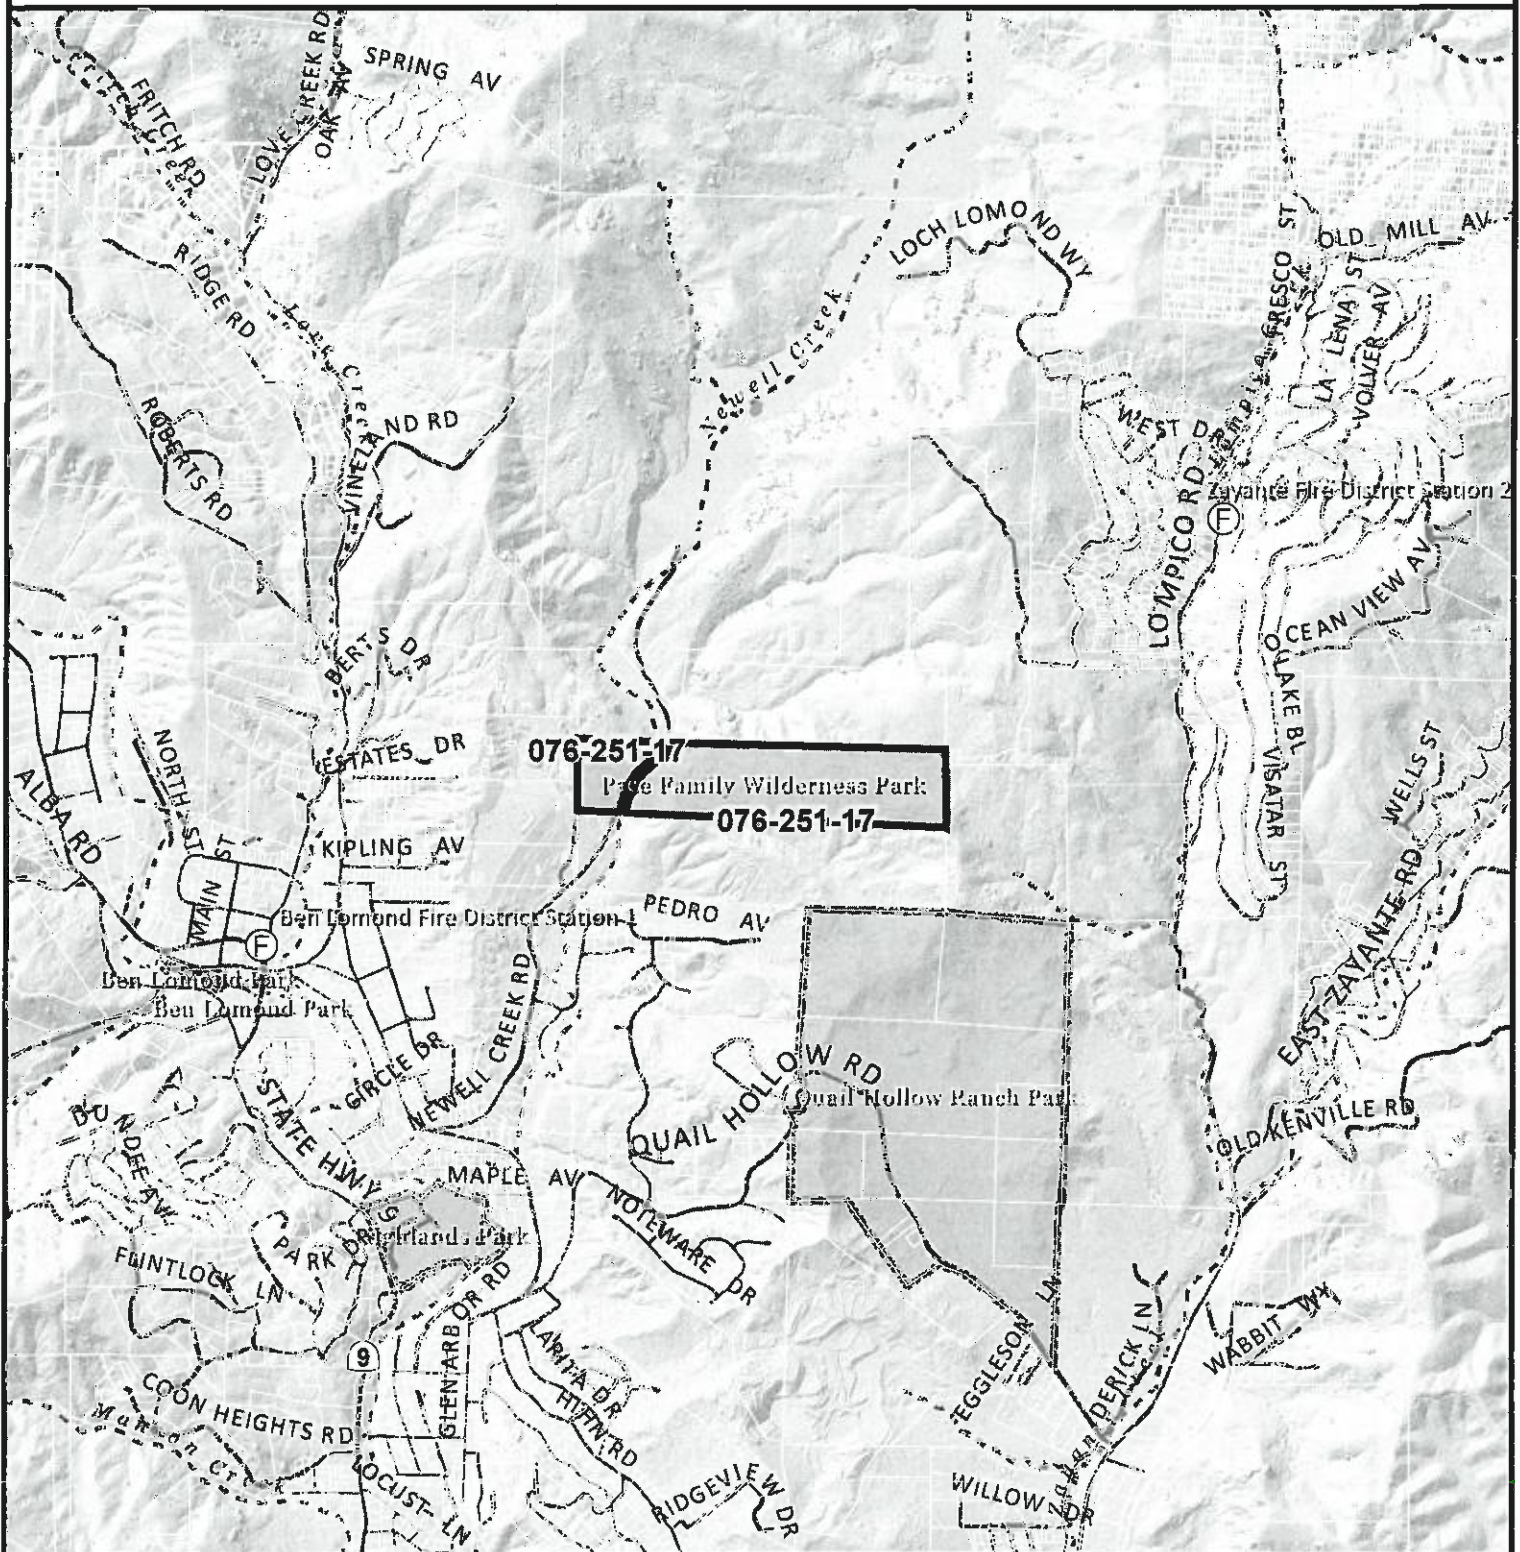 SPRING AV
LOVE CREEK RD
OAK AV
FRITCH RD
Fritch Creek
RIDGE RD
Love Creek
LOCH LOMOND WY
OLD MILL AV
FRESCO ST
LA LENA ST
VOLVER AV
Newell Creek
ROBERTS RD
VINELAND RD
WEST DR
LOMPICO RD
Zayante Fire District Station 2
F
OCEAN VIEW AV
BERTS DR
LAKE BL
VISATAR ST
WELLS ST
NORTH ST
ESTATES DR
076-251-17
Pace Family Wilderness Park
076-251-17
ALBA RD
MAIN ST
KIPLING AV
Ben Lomond Fire District Station 1
F
PEDRO AV
EAST ZAYANTE RD
Ben Lomond Park
Ben Lomond Park
NEWELL CREEK RD
CIRCLE DR
QUAIL HOLLOW RD
Quail Hollow Ranch Park
OLD KENVILLE RD
DUNDEE AV
STATE HWY 9
MAPLE AV
NOTEWARE DR
Highlands Park
PARK DR
FLINTLOCK LN
GLEN ARBOR RD
9
LARITA DR
HIHN RD
EGGLESON LN
DERICK LN
WABBIT WY
COON HEIGHTS RD
LOCUST LN
RIDGEVIEW DR
WILLOW DR